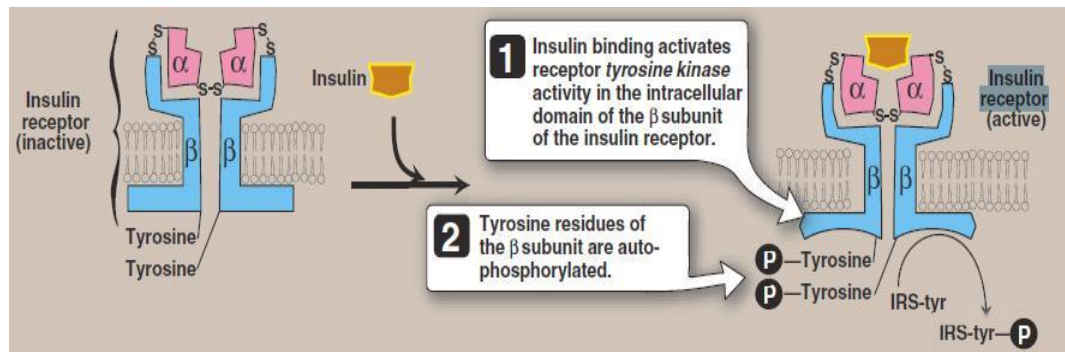 Insulin
receptor
(inactive)
S
S
α
α
S
S
S-S
β
β
Tyrosine
Tyrosine
Insulin
1
Insulin binding activates
receptor tyrosine kinase
activity in the intracellular
domain of the β subunit
of the insulin receptor.
2
Tyrosine residues of
the β subunit are auto-
phosphorylated.
S
S
α
α
S
S
S-S
β
β
Insulin
receptor
(active)
P—Tyrosine
P—Tyrosine
IRS-tyr
IRS-tyr—P